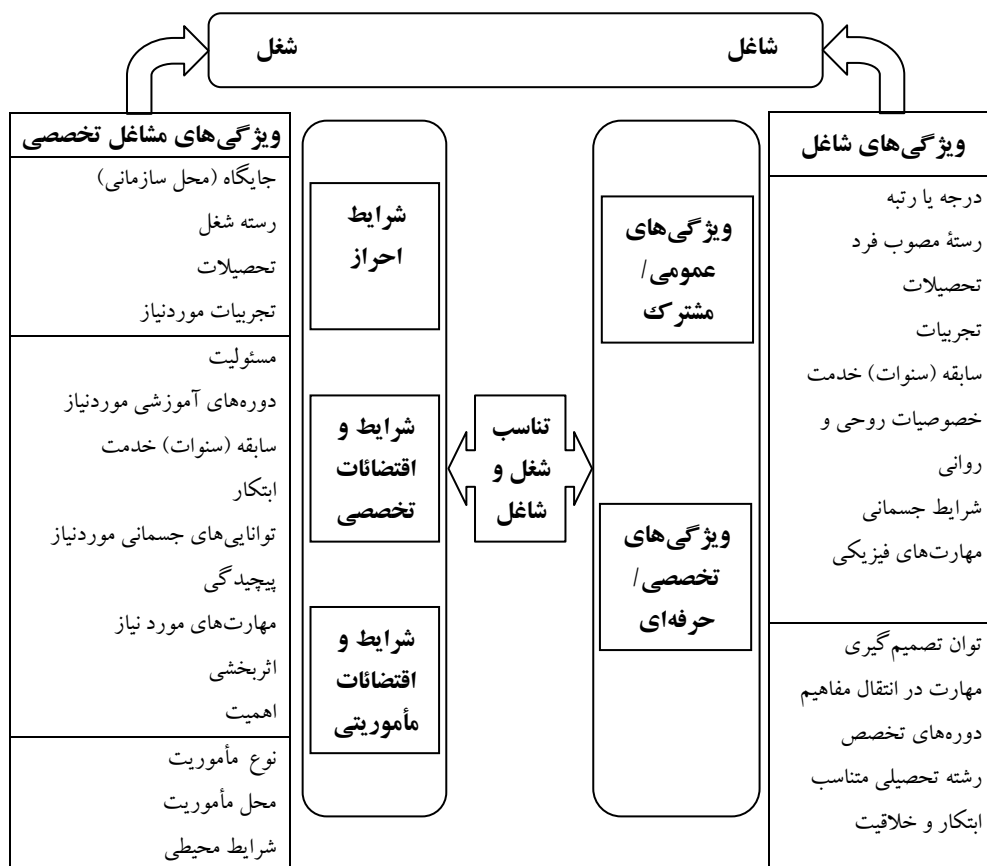 شاغل
شغل
ویژگی‌های شاغل
درجه یا رتبه
رستهٔ مصوب فرد
تحصیلات
تجربیات
سابقه (سنوات) خدمت
خصوصیات روحی و
روانی
شرایط جسمانی
مهارت‌های فیزیکی
توان تصمیم‌گیری
مهارت در انتقال مفاهیم
دوره‌های تخصص
رشته تحصیلی متناسب
ابتکار و خلاقیت
ویژگی‌های
عمومی/
مشترک
ویژگی‌های
تخصصی/
حرفه‌ای
تناسب
شغل و
شاغل
شرایط
احراز
شرایط و
اقتضائات
تخصصی
شرایط و
اقتضائات
مأموریتی
ویژگی‌های مشاغل تخصصی
جایگاه (محل سازمانی)
رسته شغل
تحصیلات
تجربیات موردنیاز
مسئولیت
دوره‌های آموزشی موردنیاز
سابقه (سنوات) خدمت
ابتکار
توانایی‌های جسمانی موردنیاز
پیچیدگی
مهارت‌های مورد نیاز
اثربخشی
اهمیت
نوع مأموریت
محل مأموریت
شرایط محیطی